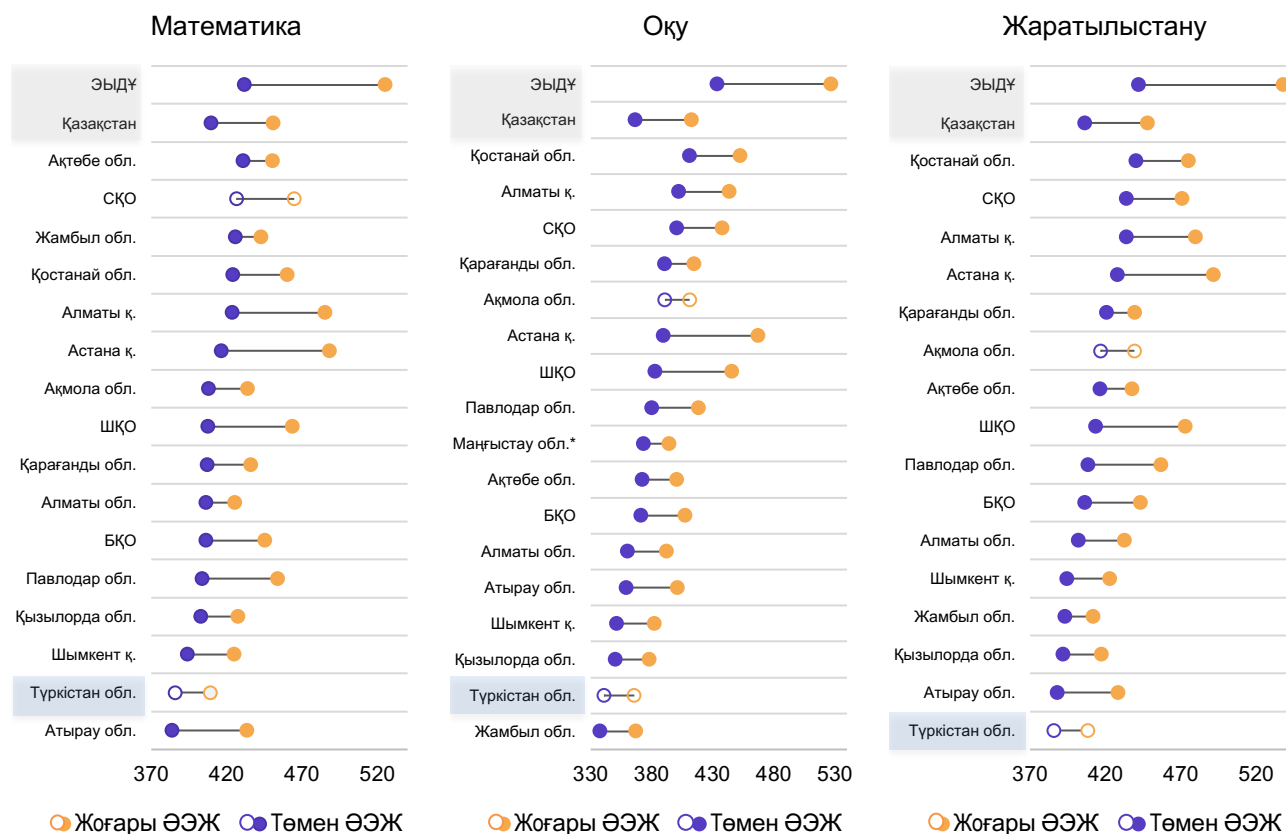 Математика
ЭЫДҰ
Қазақстан
Ақтөбе обл.
СҚО
Жамбыл обл.
Қостанай обл.
Алматы қ.
Астана қ.
Ақмола обл.
ШҚО
Қарағанды обл.
Алматы обл.
БҚО
Павлодар обл.
Қызылорда обл.
Шымкент қ.
Түркістан обл.
Атырау обл.
370 420 470 520
Жоғары ӘЭЖ Төмен ӘЭЖ
Оқу
ЭЫДҰ
Қазақстан
Қостанай обл.
Алматы қ.
СҚО
Қарағанды обл.
Ақмола обл.
Астана қ.
ШҚО
Павлодар обл.
Маңғыстау обл.*
Ақтөбе обл.
БҚО
Алматы обл.
Атырау обл.
Шымкент қ.
Қызылорда обл.
Түркістан обл.
Жамбыл обл.
330 380 430 480 530
Жоғары ӘЭЖ Төмен ӘЭЖ
Жаратылыстану
ЭЫДҰ
Қазақстан
Қостанай обл.
СҚО
Алматы қ.
Астана қ.
Қарағанды обл.
Ақмола обл.
Ақтөбе обл.
ШҚО
Павлодар обл.
БҚО
Алматы обл.
Шымкент қ.
Жамбыл обл.
Қызылорда обл.
Атырау обл.
Түркістан обл.
370 420 470 520
Жоғары ӘЭЖ Төмен ӘЭЖ